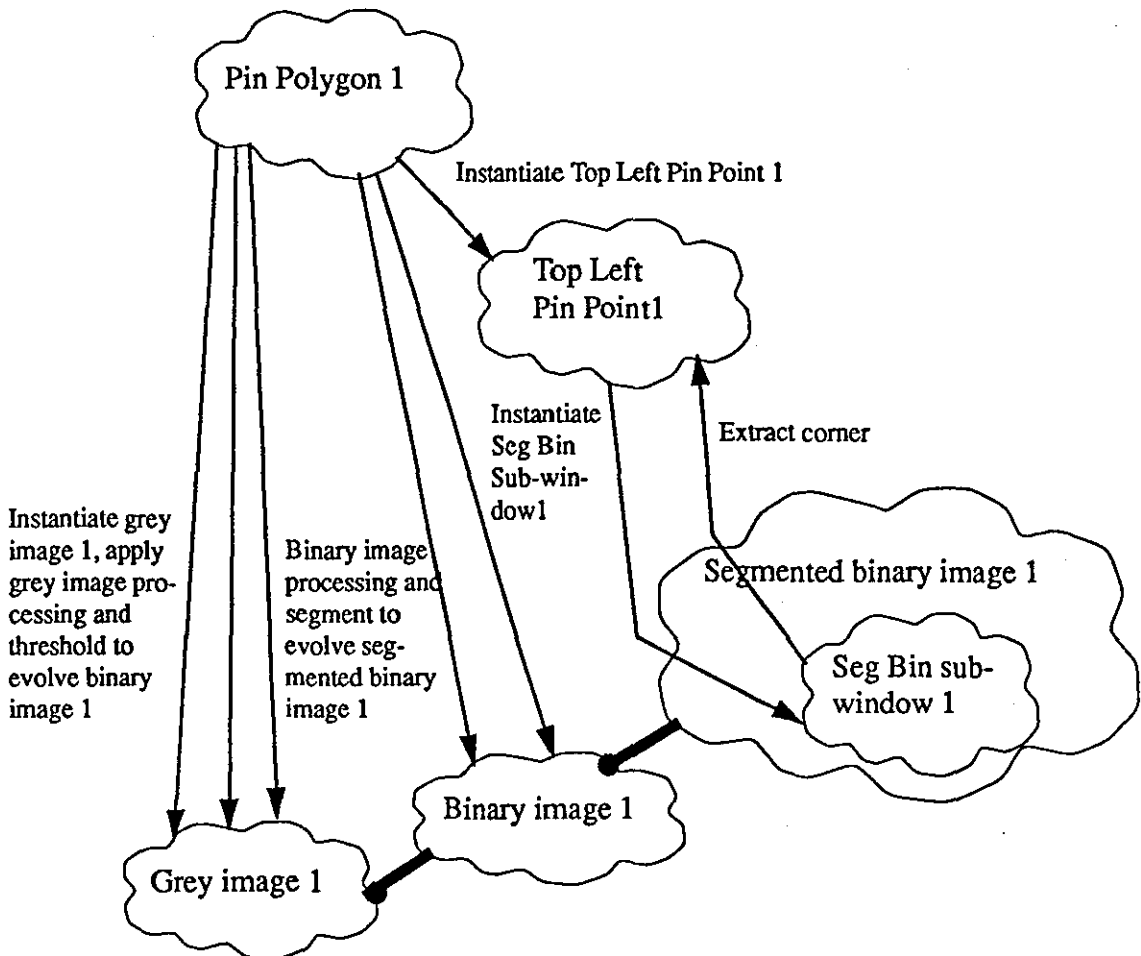 Pin Polygon 1
Instantiate Top Left Pin Point 1
Top Left
Pin Point1
Instantiate
Seg Bin
Sub-win-
dow1
Extract corner
Instantiate grey
image 1, apply
grey image pro-
cessing and
threshold to
evolve binary
image 1
Binary image
processing and
segment to
evolve seg-
mented binary
image 1
Segmented binary image 1
Seg Bin sub-
window 1
Binary image 1
Grey image 1